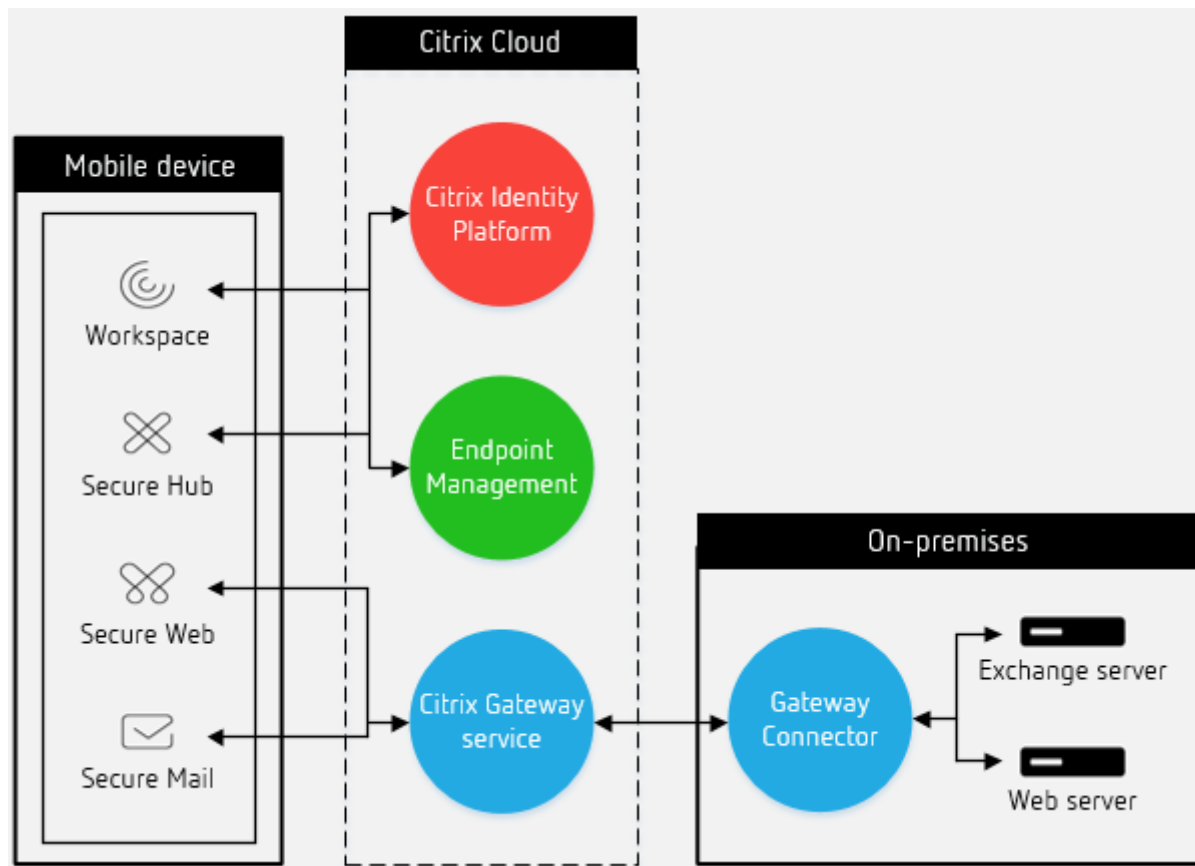 Citrix Cloud
Mobile device
Citrix Identity
Platform
Workspace
Secure Hub
Endpoint
Management
On-premises
Secure Web
Exchange server
Citrix Gateway
service
Gateway
Connector
Secure Mail
Web server